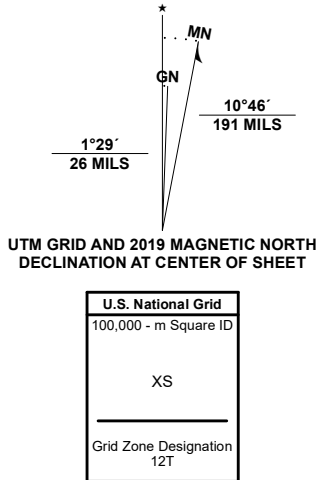 ★
MN
GN
1°29´
26 MILS
10°46´
191 MILS
UTM GRID AND 2019 MAGNETIC NORTH
DECLINATION AT CENTER OF SHEET
U.S. National Grid
100,000 - m Square ID
XS
Grid Zone Designation
12T